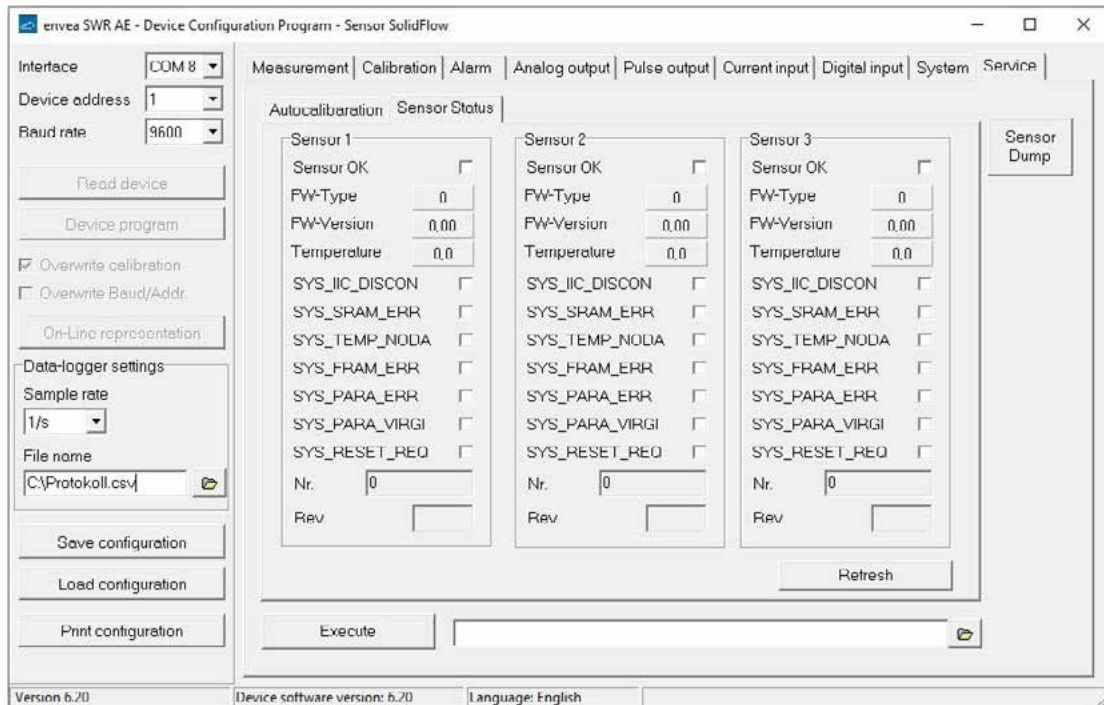 envea SWR AE - Device Configuration Program - Sensor SolidFlow
Interface COM 8
Device address 1
Baud rate 9600
Read device
Device program
Overwrite calibration
Overwrite Baud/Addr.
On-Line representation
Data-logger settings
Sample rate
1/s
File name
C:\Protokoll.csv
Save configuration
Load configuration
Print configuration
Measurement Calibration Alarm Analog output Pulse output Current input Digital input System Service
Autocalibaration Sensor Status
Sensor 1
Sensor OK
FW-Type 0
FW-Version 0.00
Temperature 0.0
SYS_IIC_DISCON
SYS_SRAM_ERR
SYS_TEMP_NODA
SYS_FRAM_ERR
SYS_PARA_ERR
SYS_PARA_VIRGI
SYS_RESET_REQ
Nr. 0
Rev
Sensor 2
Sensor OK
FW-Type 0
FW-Version 0.00
Temperature 0.0
SYS_IIC_DISCON
SYS_SRAM_ERR
SYS_TEMP_NODA
SYS_FRAM_ERR
SYS_PARA_ERR
SYS_PARA_VIRGI
SYS_RESET_REQ
Nr. 0
Rev
Sensor 3
Sensor OK
FW-Type 0
FW-Version 0.00
Temperature 0.0
SYS_IIC_DISCON
SYS_SRAM_ERR
SYS_TEMP_NODA
SYS_FRAM_ERR
SYS_PARA_ERR
SYS_PARA_VIRGI
SYS_RESET_REQ
Nr. 0
Rev
Sensor
Dump
Refresh
Execute
Version 6.20 Device software version: 6.20 Language: English